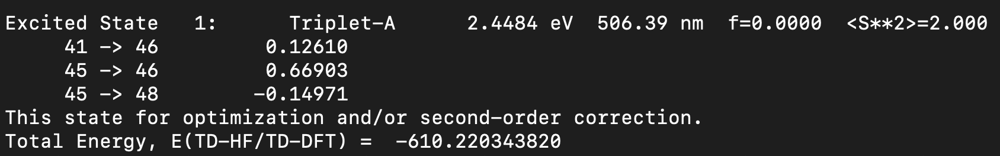 Excited State   1:      Triplet-A      2.4484 eV  506.39 nm  f=0.0000  <S**2>=2.000
     41 -> 46         0.12610
     45 -> 46         0.66903
     45 -> 48        -0.14971
This state for optimization and/or second-order correction.
Total Energy, E(TD-HF/TD-DFT) =  -610.220343820